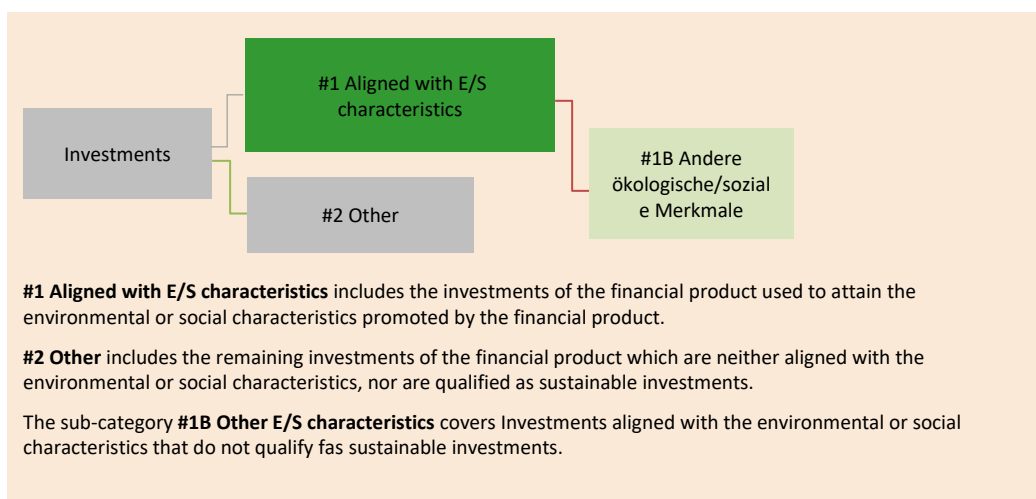 #1 Aligned with E/S
characteristics
Investments
#1B Andere
ökologische/sozial
e Merkmale
#2 Other
#1 Aligned with E/S characteristics includes the investments of the financial product used to attain the
environmental or social characteristics promoted by the financial product.
#2 Other includes the remaining investments of the financial product which are neither aligned with the
environmental or social characteristics, nor are qualified as sustainable investments.
The sub-category #1B Other E/S characteristics covers Investments aligned with the environmental or social
characteristics that do not qualify fas sustainable investments.